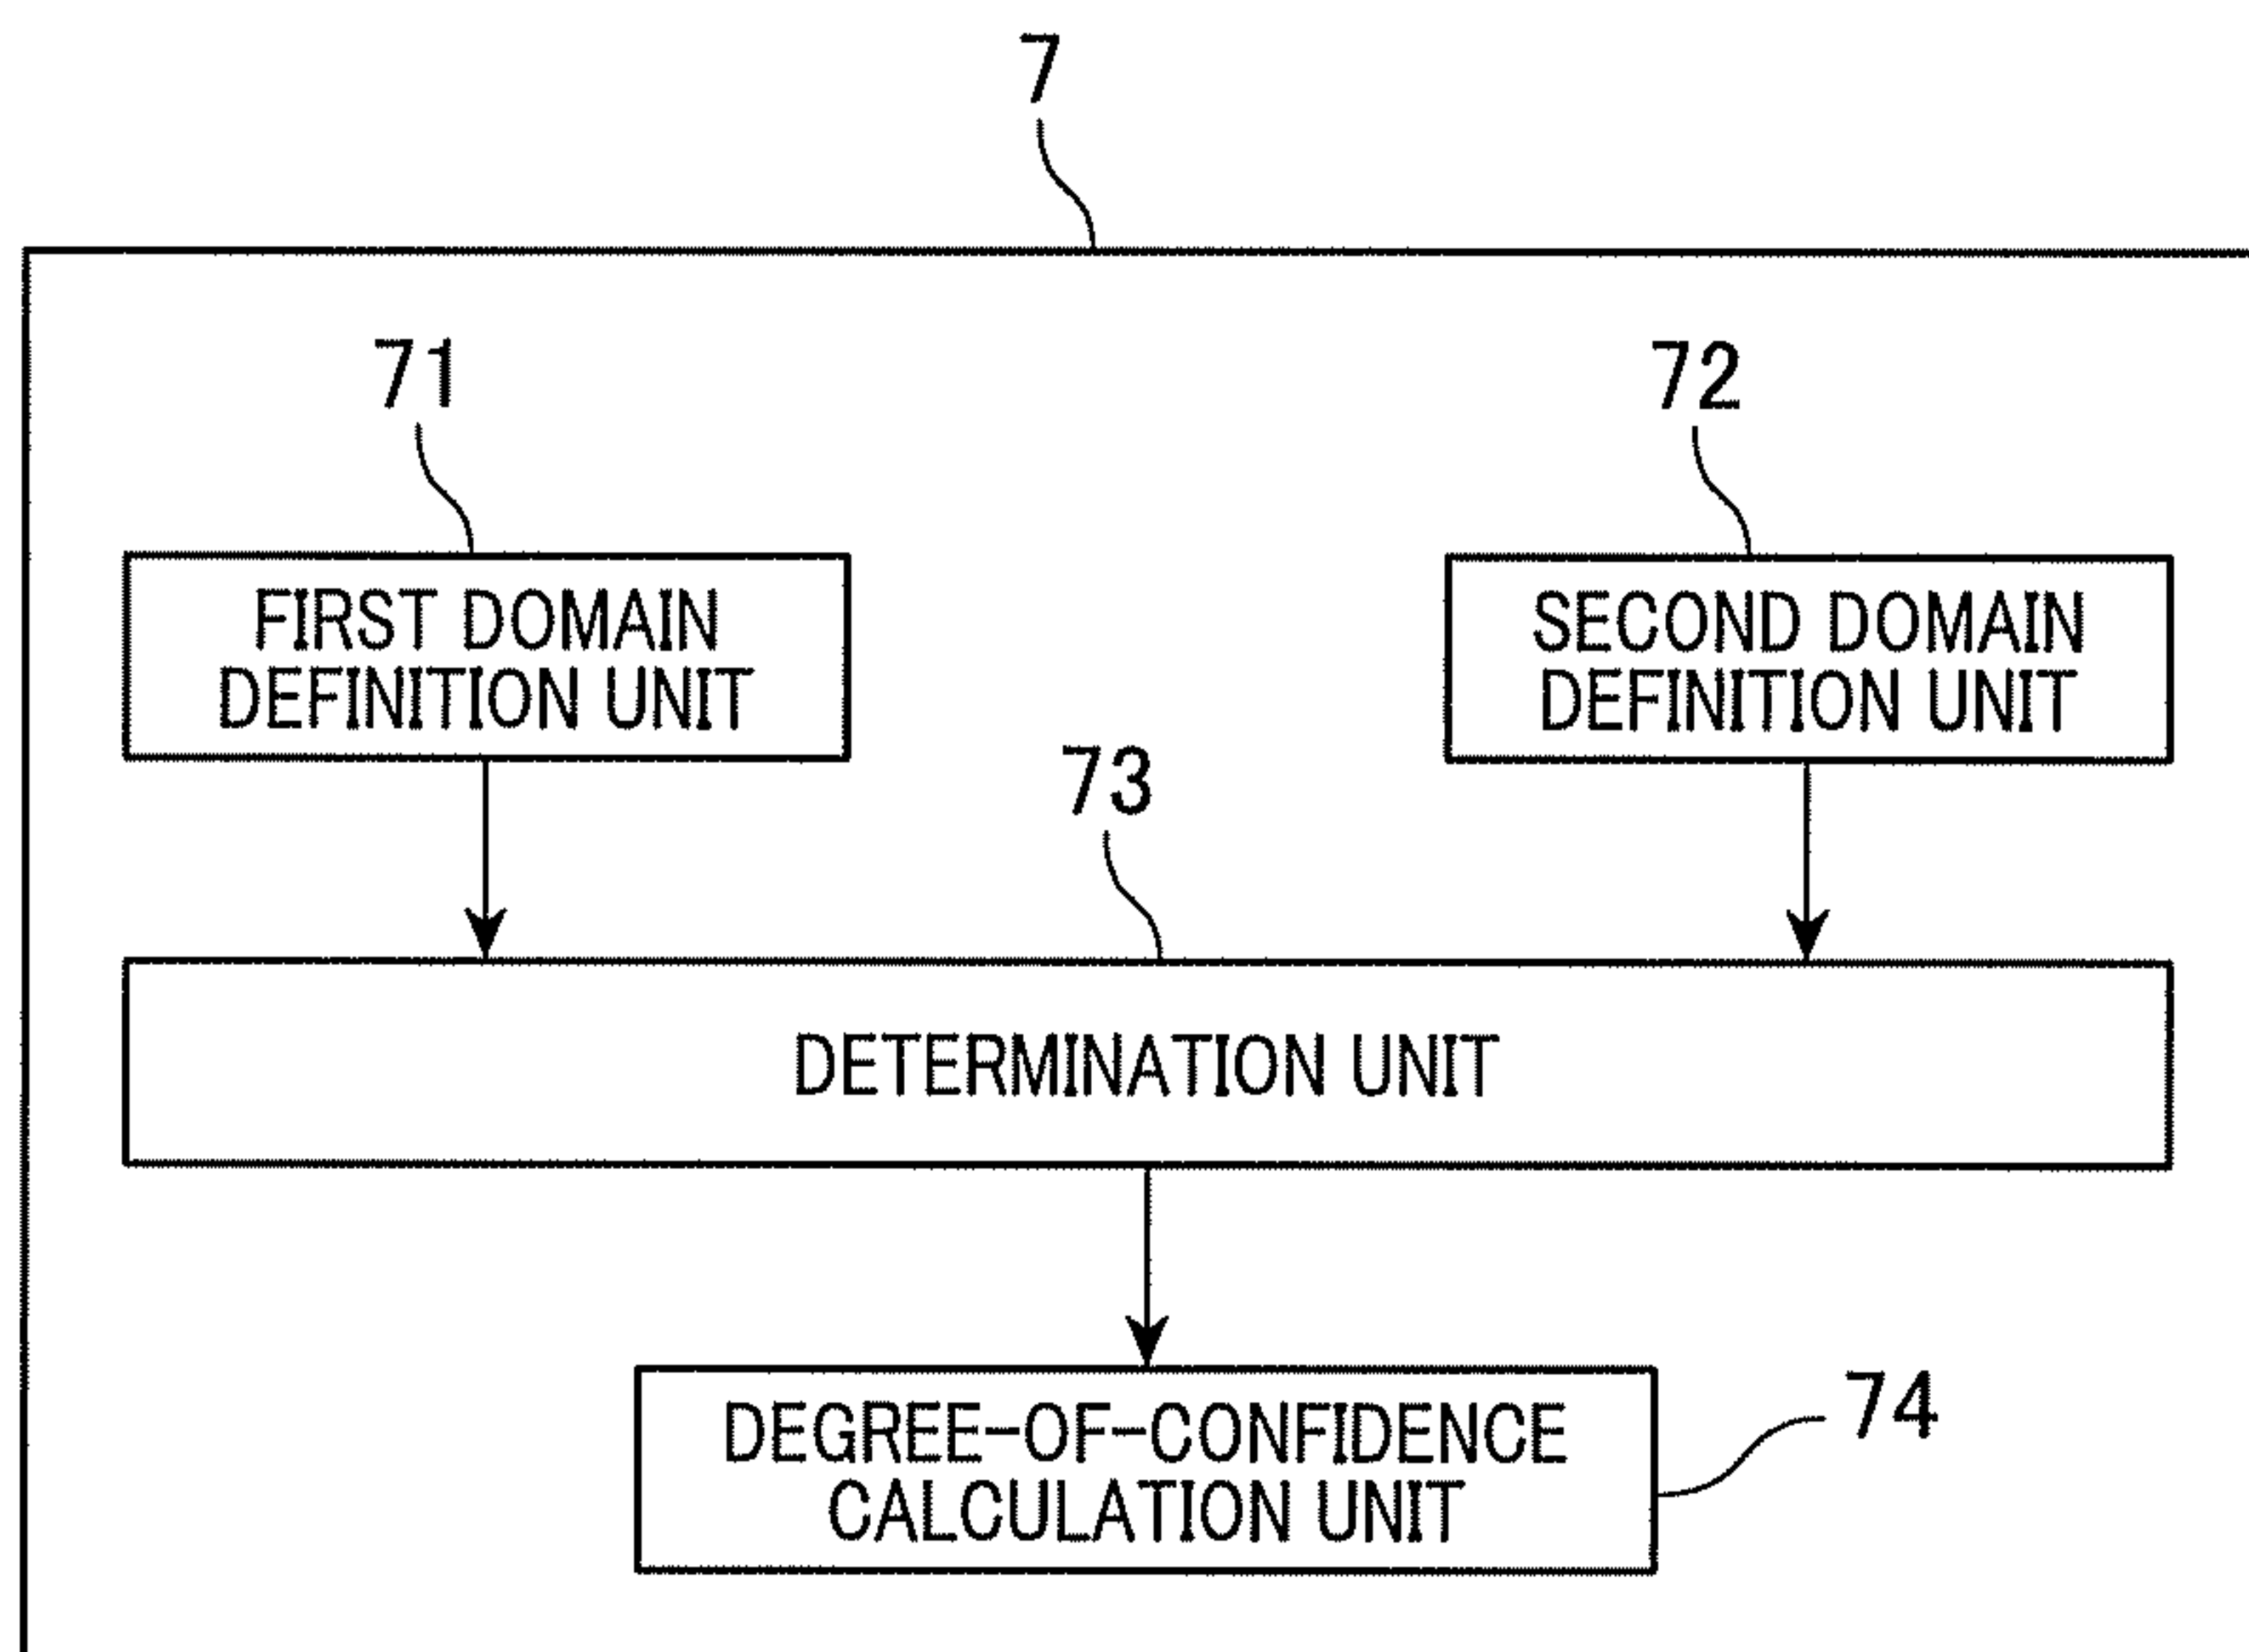 7
71
72
FIRST DOMAIN
DEFINITION UNIT
SECOND DOMAIN
DEFINITION UNIT
73
DETERMINATION UNIT
DEGREE-OF-CONFIDENCE
CALCULATION UNIT
74